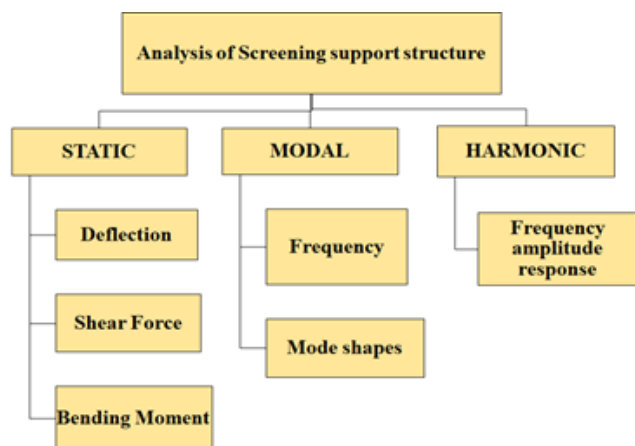 Analysis of Screening support structure
STATIC
MODAL
HARMONIC
Deflection
Frequency
Frequency
amplitude
response
Shear Force
Mode shapes
Bending Moment